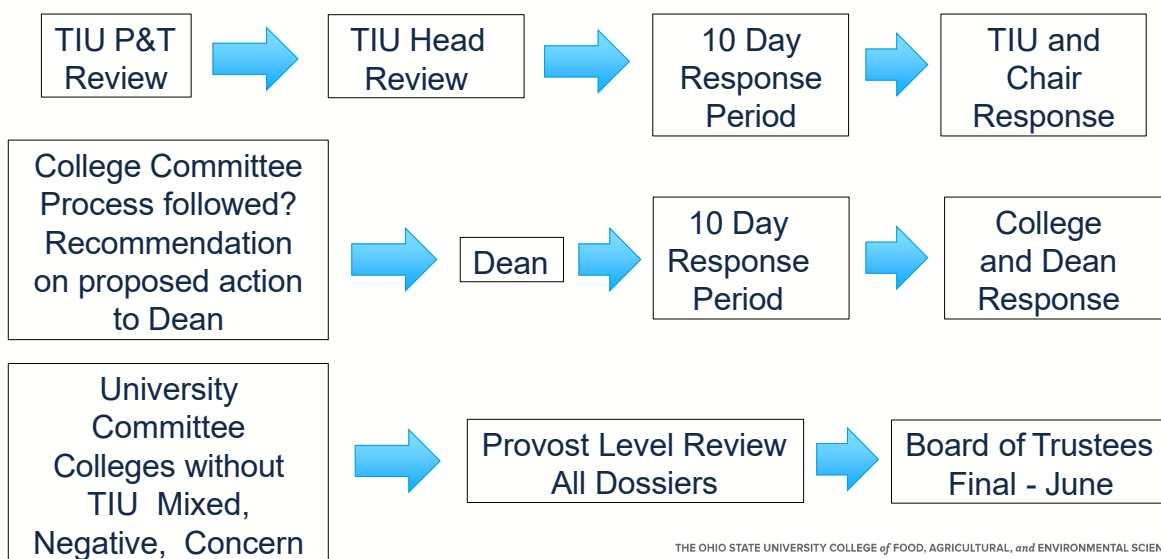 TIU P&T
Review
TIU Head
Review
10 Day
Response
Period
TIU and
Chair
Response
College Committee
Process followed?
Recommendation
on proposed action
to Dean
Dean
10 Day
Response
Period
College
and Dean
Response
University
Committee
Colleges without
TIU Mixed,
Negative, Concern
Provost Level Review
All Dossiers
Board of Trustees
Final - June
THE OHIO STATE UNIVERSITY COLLEGE of FOOD, AGRICULTURAL, and ENVIRONMENTAL SCIEN